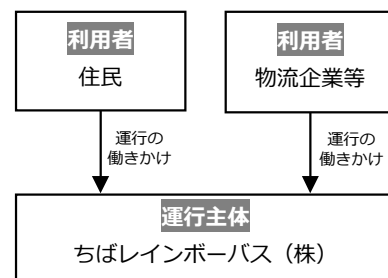 利用者
住民
利用者
物流企業等
運行の
働きかけ
運行の
働きかけ
運行主体
ちばレインボーバス（株）